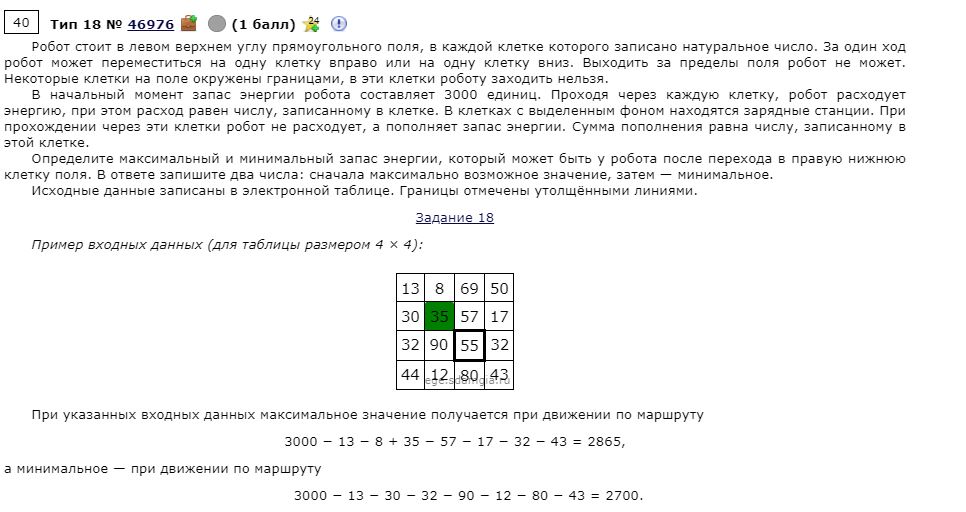 40 Тип 18 № 46976 (1 балл) 24
Робот стоит в левом верхнем углу прямоугольного поля, в каждой клетке которого записано натуральное число. За один ход
робот может переместиться на одну клетку вправо или на одну клетку вниз. Выходить за пределы поля робот не может.
Некоторые клетки на поле окружены границами, в эти клетки роботу заходить нельзя.
В начальный момент запас энергии робота составляет 3000 единиц. Проходя через каждую клетку, робот расходует
энергию, при этом расход равен числу, записанному в клетке. В клетках с выделенным фоном находятся зарядные станции. При
прохождении через эти клетки робот не расходует, а пополняет запас энергии. Сумма пополнения равна числу, записанному в
этой клетке.
Определите максимальный и минимальный запас энергии, который может быть у робота после перехода в правую нижнюю
клетку поля. В ответе запишите два числа: сначала максимально возможное значение, затем — минимальное.
Исходные данные записаны в электронной таблице. Границы отмечены утолщёнными линиями.
Задание 18
Пример входных данных (для таблицы размером 4 × 4):
13 8 69 50
30 35 57 17
32 90 55 32
44 12 80 43
ege.sdamgia.ru
При указанных входных данных максимальное значение получается при движении по маршруту
3000 − 13 − 8 + 35 − 57 − 17 − 32 − 43 = 2865,
а минимальное — при движении по маршруту
3000 − 13 − 30 − 32 − 90 − 12 − 80 − 43 = 2700.